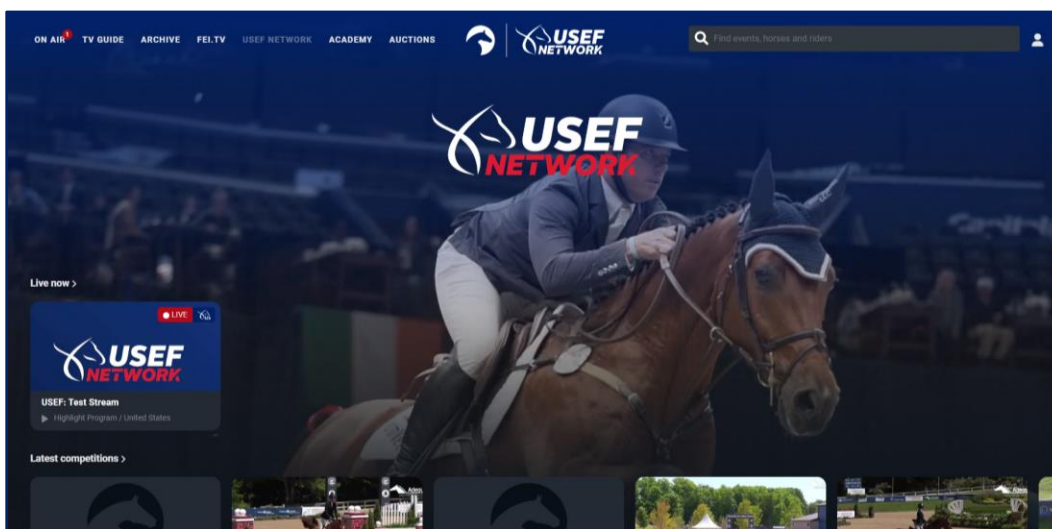 ON AIR 1 TV GUIDE ARCHIVE FEI.TV USEF NETWORK ACADEMY AUCTIONS
USEF
NETWORK
Find events, horses and riders
USEF
NETWORK
Live now >
LIVE
USEF
NETWORK
USEF: Test Stream
Highlight Program / United States
Latest competitions >